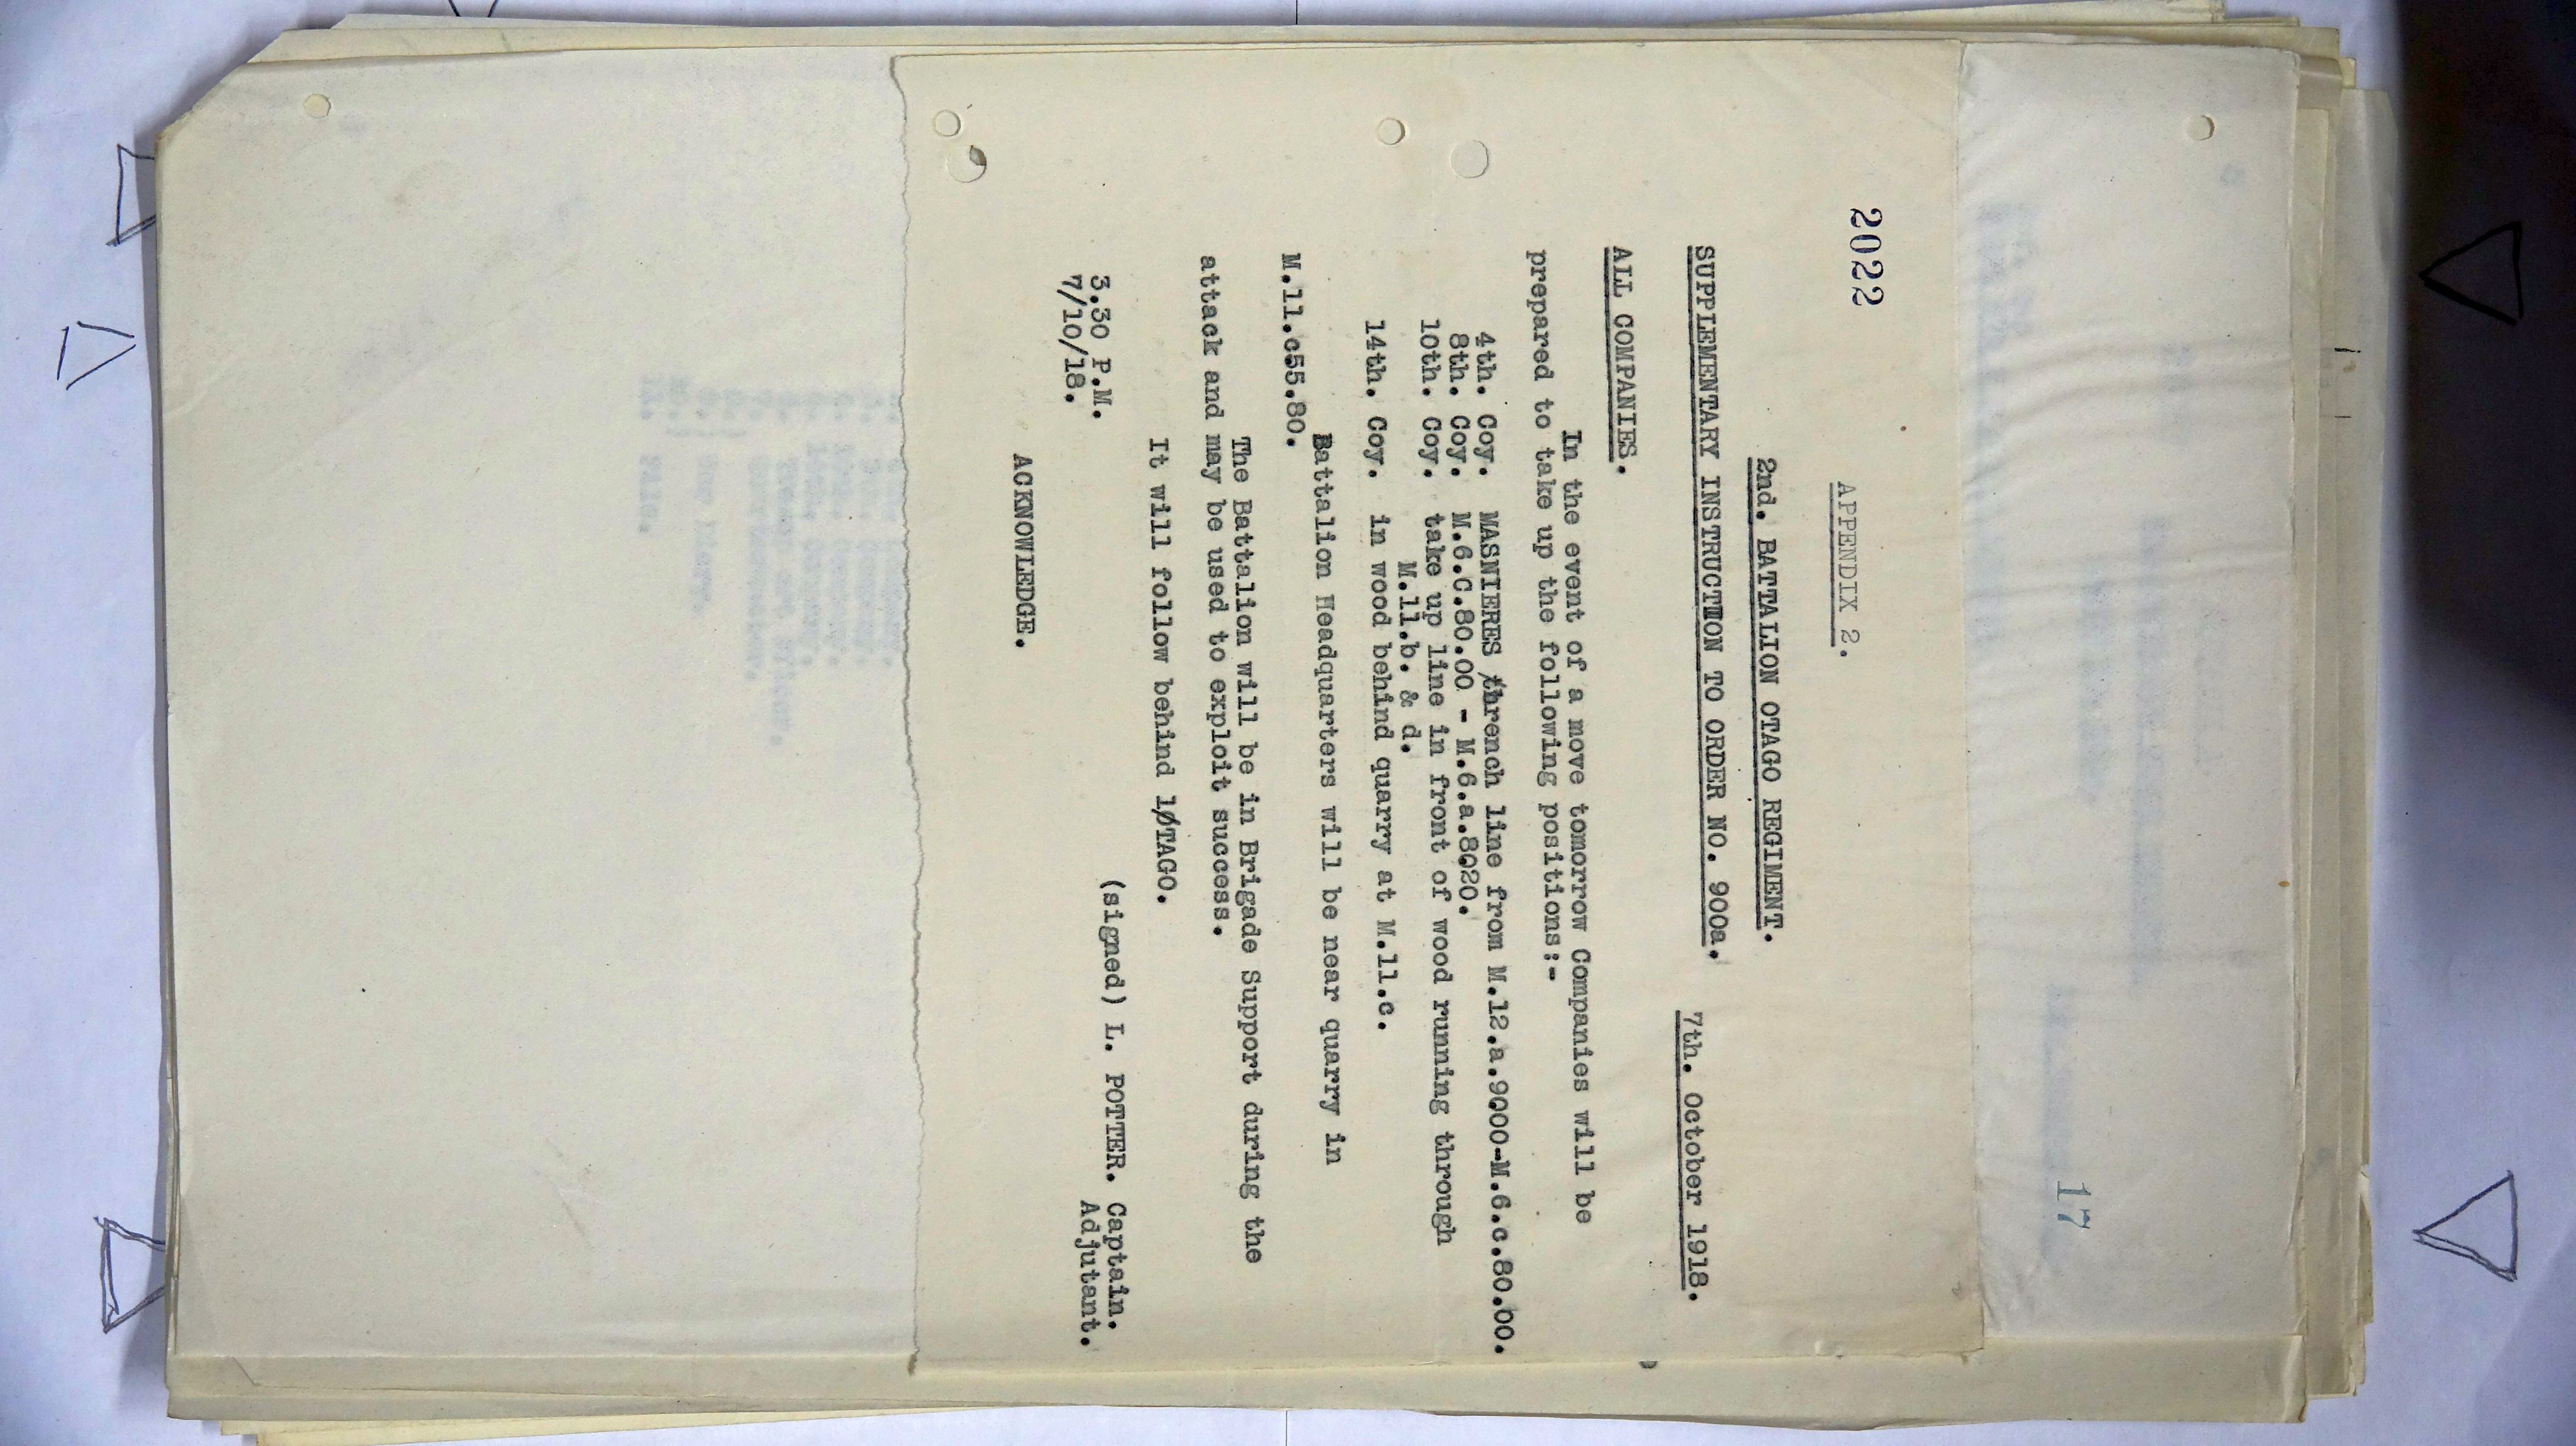 2022
APPENDIX 2.
2nd. BATTALION OTAGO REGIMENT.
SUPPLEMENTARY INSTRUCTION TO ORDER NO. 900a.
7th. October 1918.
ALL COMPANIES.
In the event of a move tomorrow Companies will be
prepared to take up the following positions:-
4th. Coy. MASNIERES threnchline from M.12.a.9000-M.6.c.80.00.
8th. Coy. M.6.C.80.00 - M.6.a.8020.
10th. Coy. take up line in front of wood running through
M.11.b. & d.
14th. Coy. in wood behind quarry at M.11.c.
Battalion Headquarters will be near quarry in
M.11.c55.80.
The Battalion will be in Brigade Support during the
attack and may be used to exploit success.
It will follow behind 1/OTAGO.
3.30 P.M.
7/10/18.
(signed) L. POTTER. Captain.
Adjutant.
ACKNOWLEDGE.
17